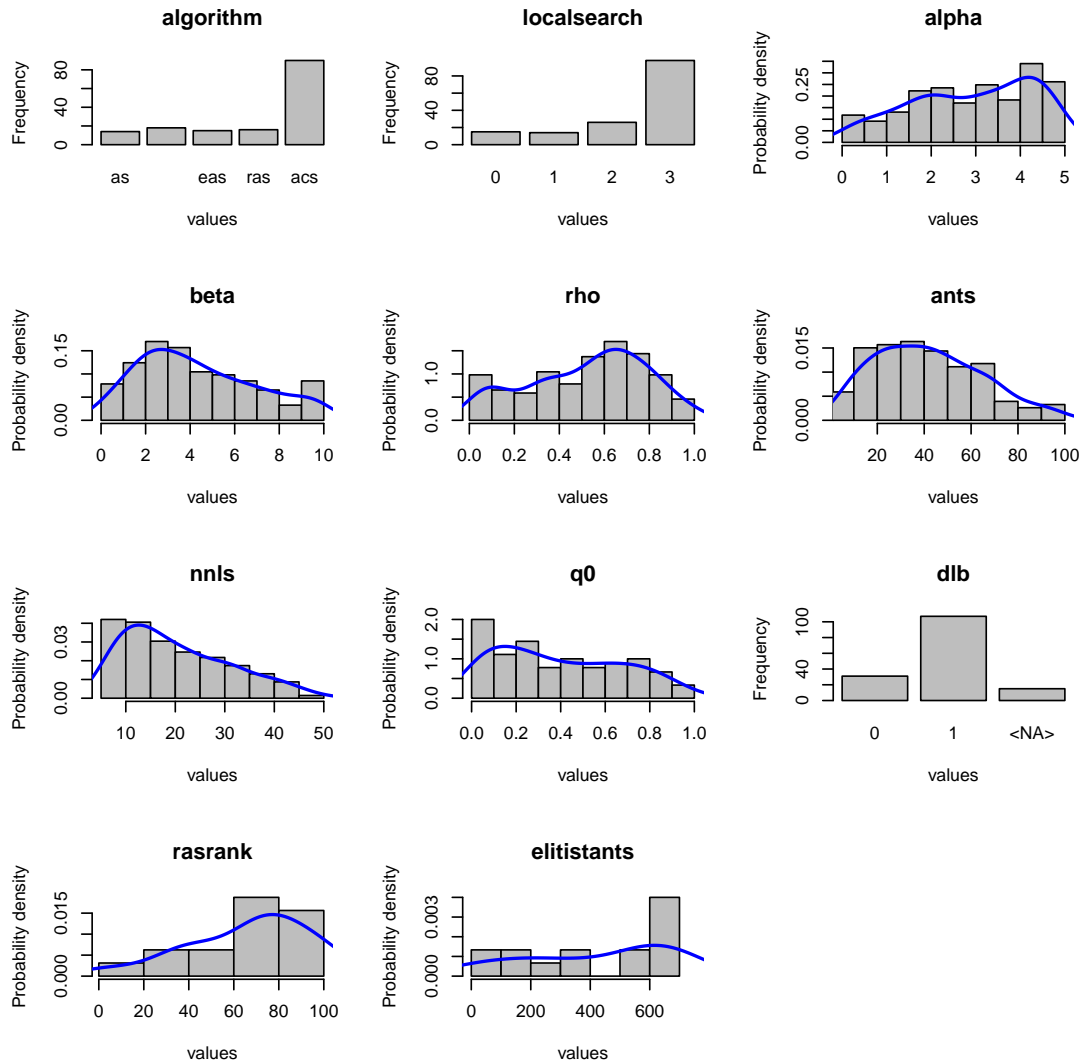 algorithm
Frequency
0 40 80
as eas ras acs
values
localsearch
Frequency
0 40 80
0 1 2 3
values
alpha
Probability density
0.00 0.25
0 1 2 3 4 5
values
beta
Probability density
0.00 0.15
0 2 4 6 8 10
values
rho
Probability density
0.0 1.0
0.0 0.2 0.4 0.6 0.8 1.0
values
ants
Probability density
0.000 0.015
20 40 60 80 100
values
nnls
Probability density
0.00 0.03
10 20 30 40 50
values
q0
Probability density
0.0 1.0 2.0
0.0 0.2 0.4 0.6 0.8 1.0
values
dlb
Frequency
0 40 100
0 1 <NA>
values
rasrank
Probability density
0.000 0.015
0 20 40 60 80 100
values
elitistants
Probability density
0.000 0.003
0 200 400 600
values